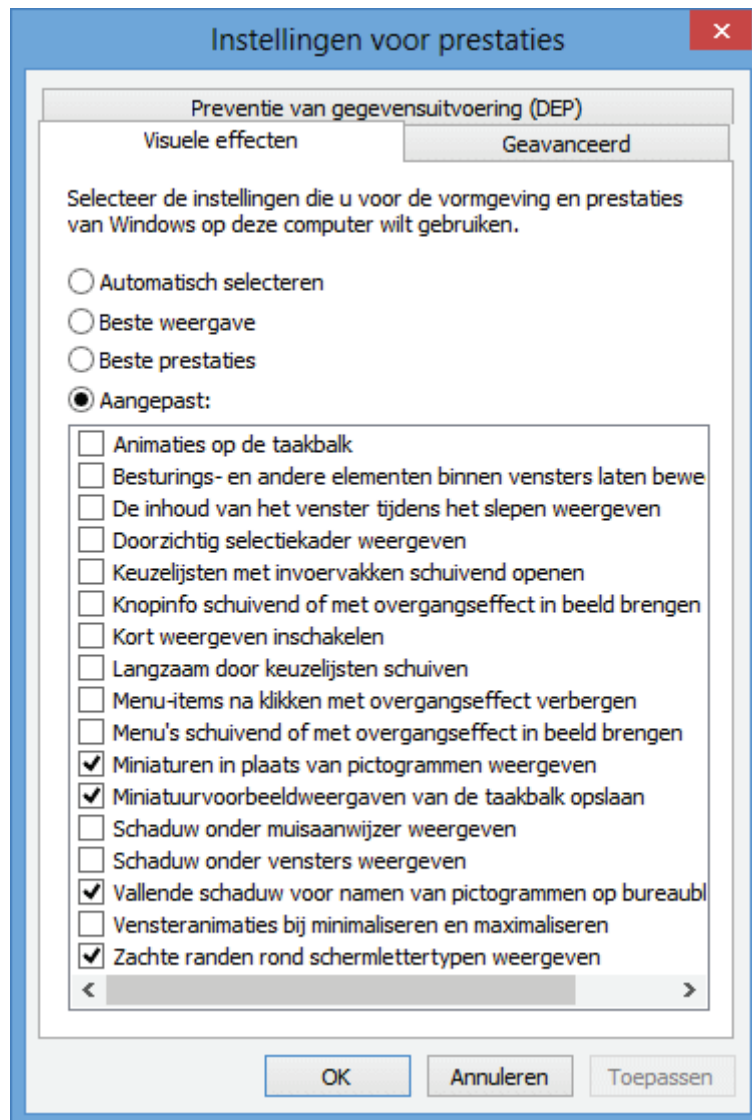 Instellingen voor prestaties
Preventie van gegevensuitvoering (DEP)
Visuele effecten
Geavanceerd
Selecteer de instellingen die u voor de vormgeving en prestaties
van Windows op deze computer wilt gebruiken.
Automatisch selecteren
Beste weergave
Beste prestaties
Aangepast:
Animaties op de taakbalk
Besturings- en andere elementen binnen vensters laten bewe
De inhoud van het venster tijdens het slepen weergeven
Doorzichtig selectiekader weergeven
Keuzelijsten met invoervakken schuivend openen
Knopinfo schuivend of met overgangseffect in beeld brengen
Kort weergeven inschakelen
Langzaam door keuzelijsten schuiven
Menu-items na klikken met overgangseffect verbergen
Menu's schuivend of met overgangseffect in beeld brengen
Miniaturen in plaats van pictogrammen weergeven
Miniatuurvoorbeeldweergaven van de taakbalk opslaan
Schaduw onder muisaanwijzer weergeven
Schaduw onder vensters weergeven
Vallende schaduw voor namen van pictogrammen op bureaubl
Vensteranimaties bij minimaliseren en maximaliseren
Zachte randen rond schermlettertypen weergeven
OK
Annuleren
Toepassen